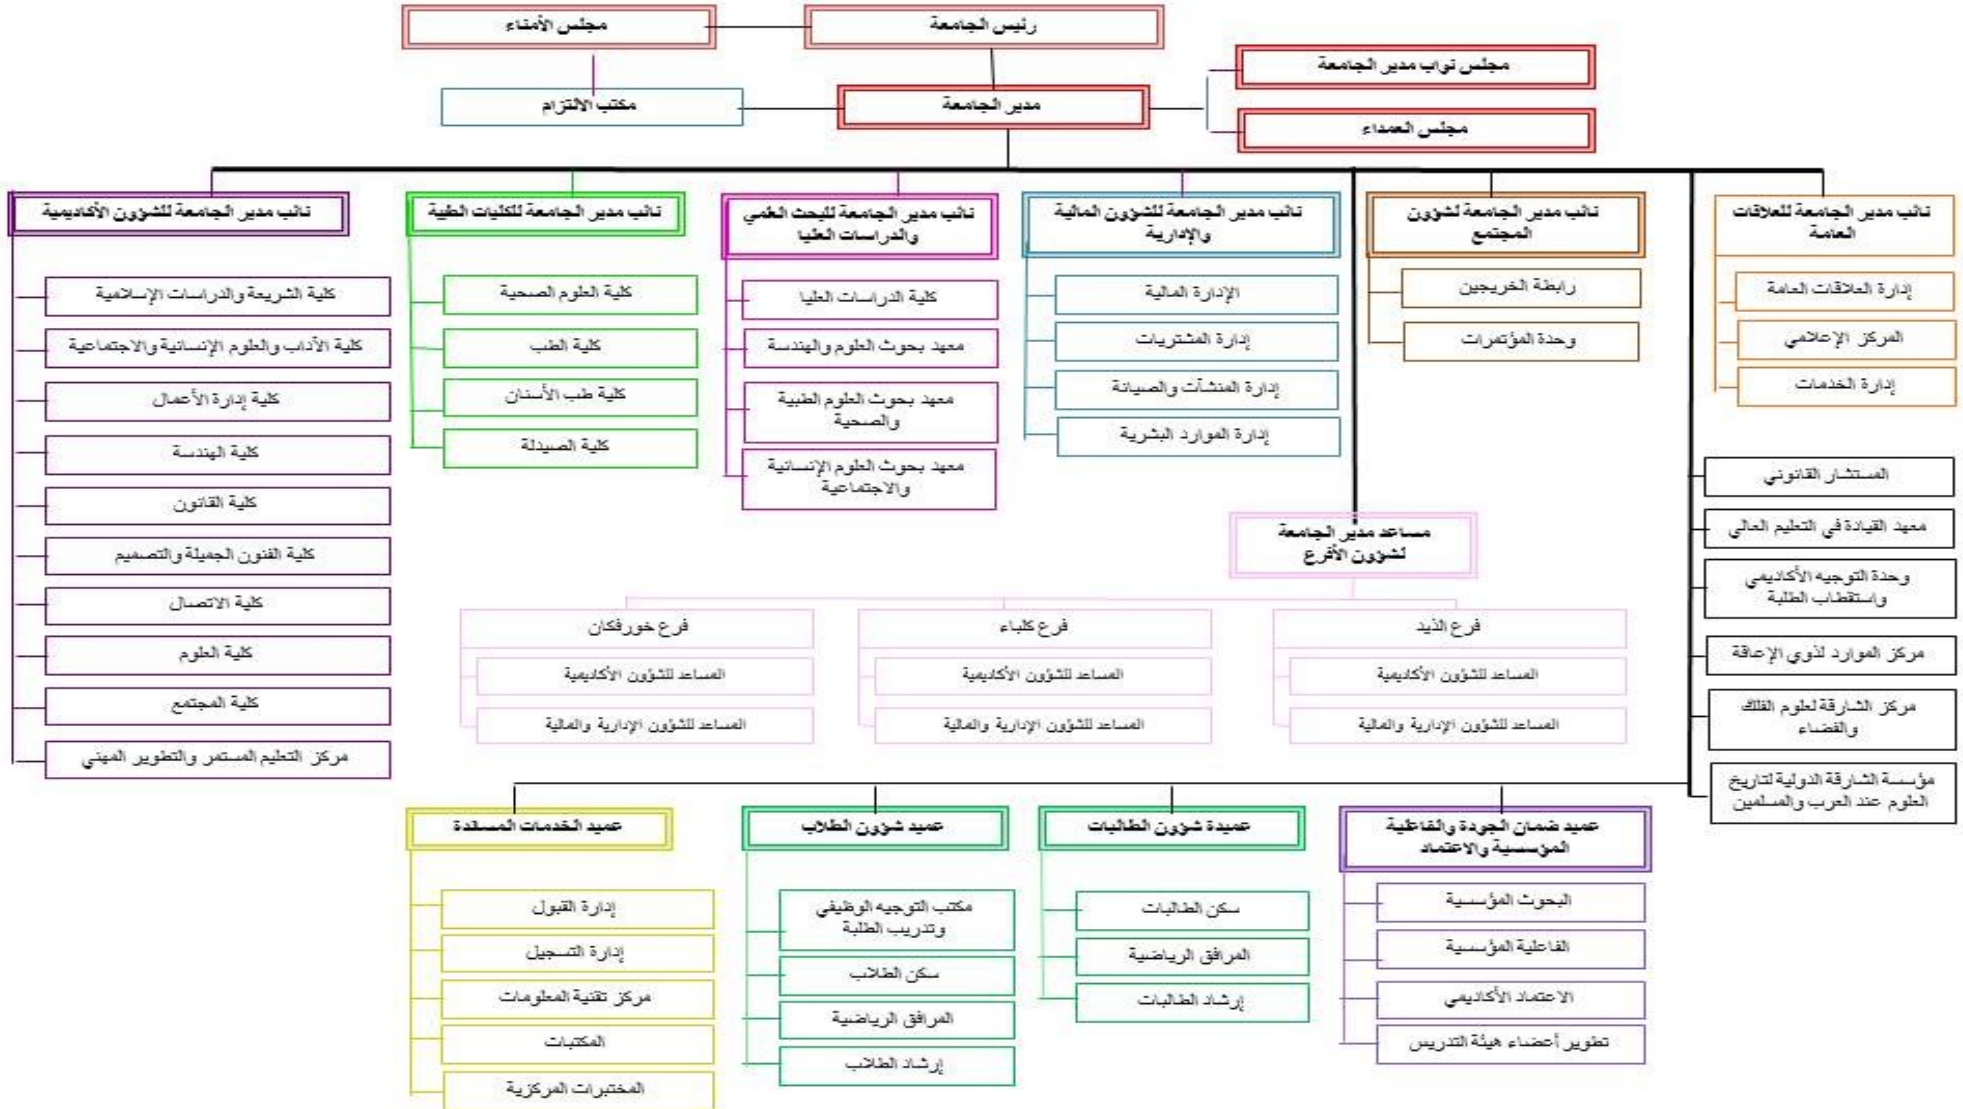 رئيس الجامعة
مجلس الأمناء
مجلس نواب مدير الجامعة
مدير الجامعة
مكتب الالتزام
مجلس العمداء
نائب مدير الجامعة للعلاقات
العامة
إدارة العلاقات العامة
المركز الإعلامي
إدارة الخدمات
نائب مدير الجامعة لشؤون
المجتمع
رابطة الخريجين
وحدة المؤتمرات
نائب مدير الجامعة للشؤون المالية
والإدارية
الإدارة المالية
إدارة المشتريات
إدارة المنشآت والصيانة
إدارة الموارد البشرية
نائب مدير الجامعة للبحث العلمي
والدراسات العليا
كلية الدراسات العليا
معهد بحوث العلوم والهندسة
معهد بحوث العلوم الطبية
والصحية
معهد بحوث العلوم الإنسانية
والاجتماعية
نائب مدير الجامعة للكليات الطبية
كلية العلوم الصحية
كلية الطب
كلية طب الأسنان
كلية الصيدلة
نائب مدير الجامعة للشؤون الأكاديمية
كلية الشريعة والدراسات الإسلامية
كلية الآداب والعلوم الإنسانية والاجتماعية
كلية إدارة الأعمال
كلية الهندسة
كلية القانون
كلية الفنون الجميلة والتصميم
كلية الاتصال
كلية العلوم
كلية المجتمع
مركز التعليم المستمر والتطوير المهني
المستشار القانوني
معهد القيادة في التعليم العالي
وحدة التوجيه الأكاديمي
واستقطاب الطلبة
مركز الموارد لذوي الإعاقة
مركز الشارقة لعلوم الفلك
والفضاء
مؤسسة الشارقة الدولية لتاريخ
العلوم عند العرب والمسلمين
مساعد مدير الجامعة
لشؤون الأفرع
فرع الذيد
المساعد للشؤون الأكاديمية
المساعد للشؤون الإدارية والمالية
فرع كلباء
المساعد للشؤون الأكاديمية
المساعد للشؤون الإدارية والمالية
فرع خورفكان
المساعد للشؤون الأكاديمية
المساعد للشؤون الإدارية والمالية
عميد ضمان الجودة والفاعلية
المؤسسية والاعتماد
البحوث المؤسسية
الفاعلية المؤسسية
الاعتماد الأكاديمي
تطوير أعضاء هيئة التدريس
عميدة شؤون الطالبات
سكن الطالبات
المرافق الرياضية
إرشاد الطالبات
عميد شؤون الطلاب
مكتب التوجيه الوظيفي
وتدريب الطلبة
سكن الطلاب
المرافق الرياضية
إرشاد الطلاب
عميد الخدمات المساندة
إدارة القبول
إدارة التسجيل
مركز تقنية المعلومات
المكتبات
المختبرات المركزية